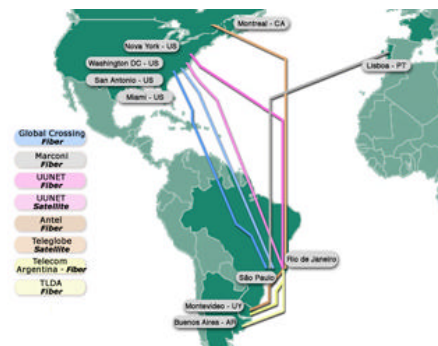 Montreal - CA
Nova York - US
Washington DC - US
San Antonio - US
Miami - US
Lisboa - PT
Global Crossing
Fiber
Marconi
Fiber
UUNET
Fiber
UUNET
Satellite
Antel
Fiber
Teleglobe
Satellite
Telecom
Argentina - Fiber
TLDA
Fiber
Rio de Janeiro
São Paulo
Montevideo - UY
Buenos Aires - AR